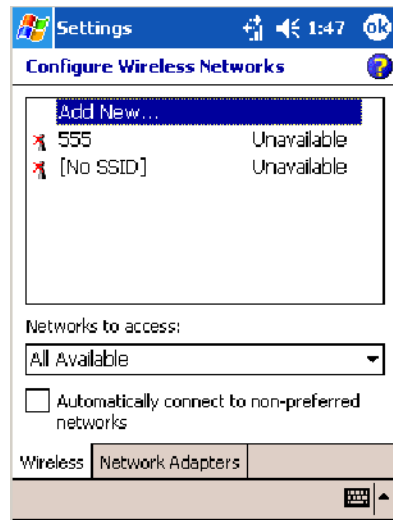 Settings 1:47 ok
Configure Wireless Networks ?
Add New...
555 Unavailable
[No SSID] Unavailable
Networks to access:
All Available
Automatically connect to non-preferred
networks
Wireless Network Adapters